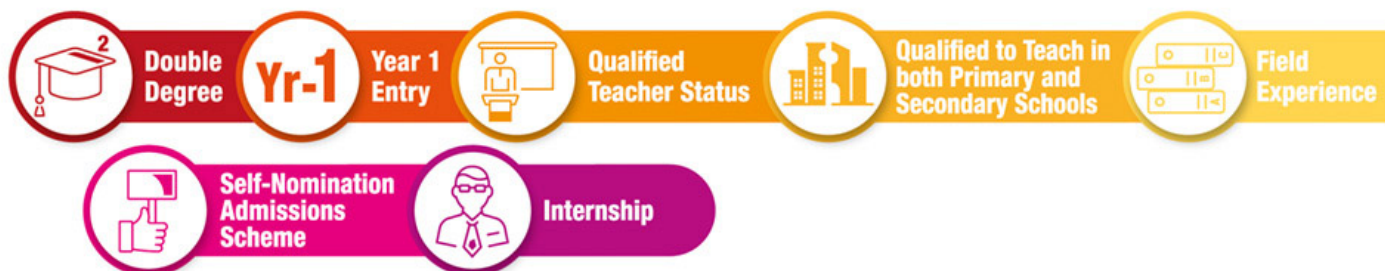 2
Double
Degree
Yr-1
Year 1
Entry
Qualified
Teacher Status
Qualified to Teach in
both Primary and
Secondary Schools
C
B
A
Field
Experience
Self-Nomination
Admissions
Scheme
Internship